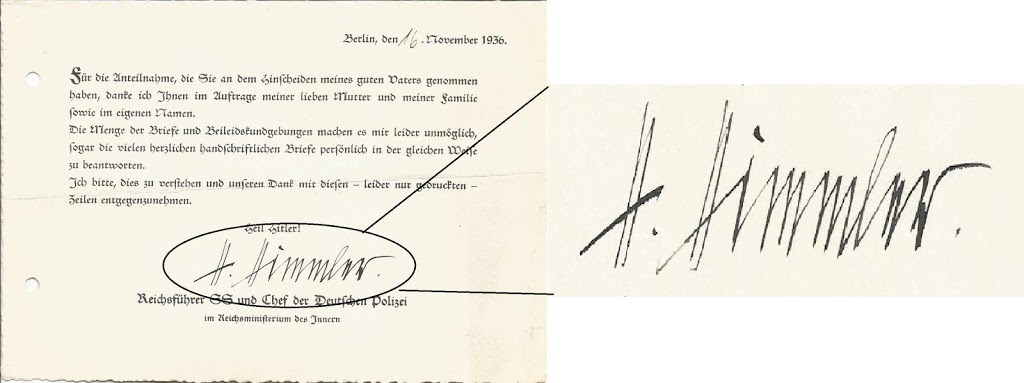 Berlin, den 16. November 1936.
Für die Anteilnahme, die Sie an dem Hinscheiden meines guten Vaters genommen
haben, danke ich Ihnen im Auftrage meiner lieben Mutter und meiner Familie
sowie im eigenen Namen.
Die Menge der Briefe und Beileidskundgebungen machen es mir leider unmöglich,
sogar die vielen herzlichen handschriftlichen Briefe persönlich in der gleichen Weise
zu beantworten.
Ich bitte, dies zu verstehen und unseren Dank mit diesen – leider nur gedruckten –
Zeilen entgegenzunehmen.
Heil Hitler!
H. Himmler.
Reichsführer SS und Chef der Deutschen Polizei
im Reichsministerium des Innern
H. Himmler.